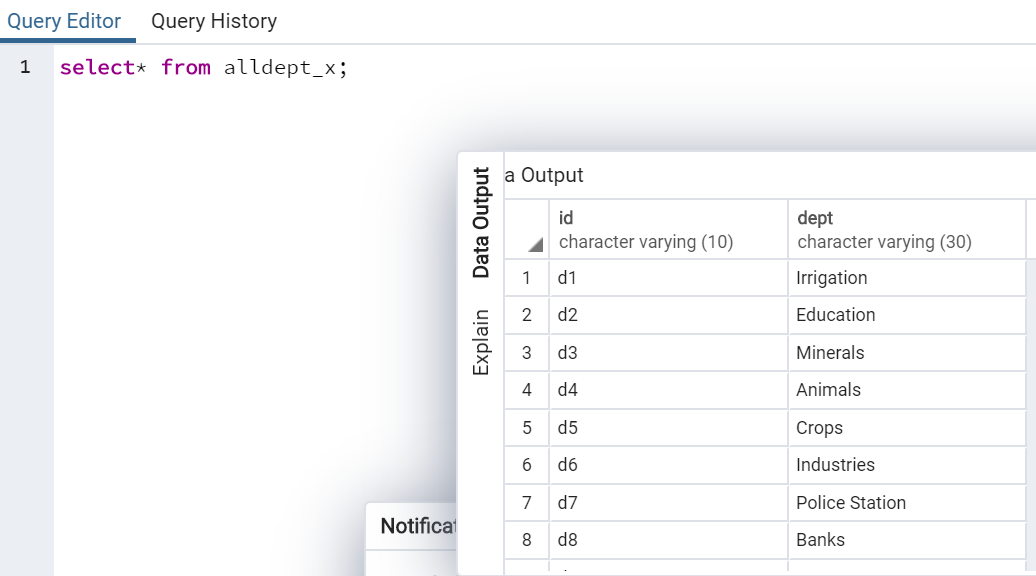 Query Editor Query History
1 select* from alldept_x;
Data Output
Explain
a Output
id dept
character varying (10) character varying (30)
1 d1 Irrigation
2 d2 Education
3 d3 Minerals
4 d4 Animals
5 d5 Crops
6 d6 Industries
7 d7 Police Station
8 d8 Banks
Notificat